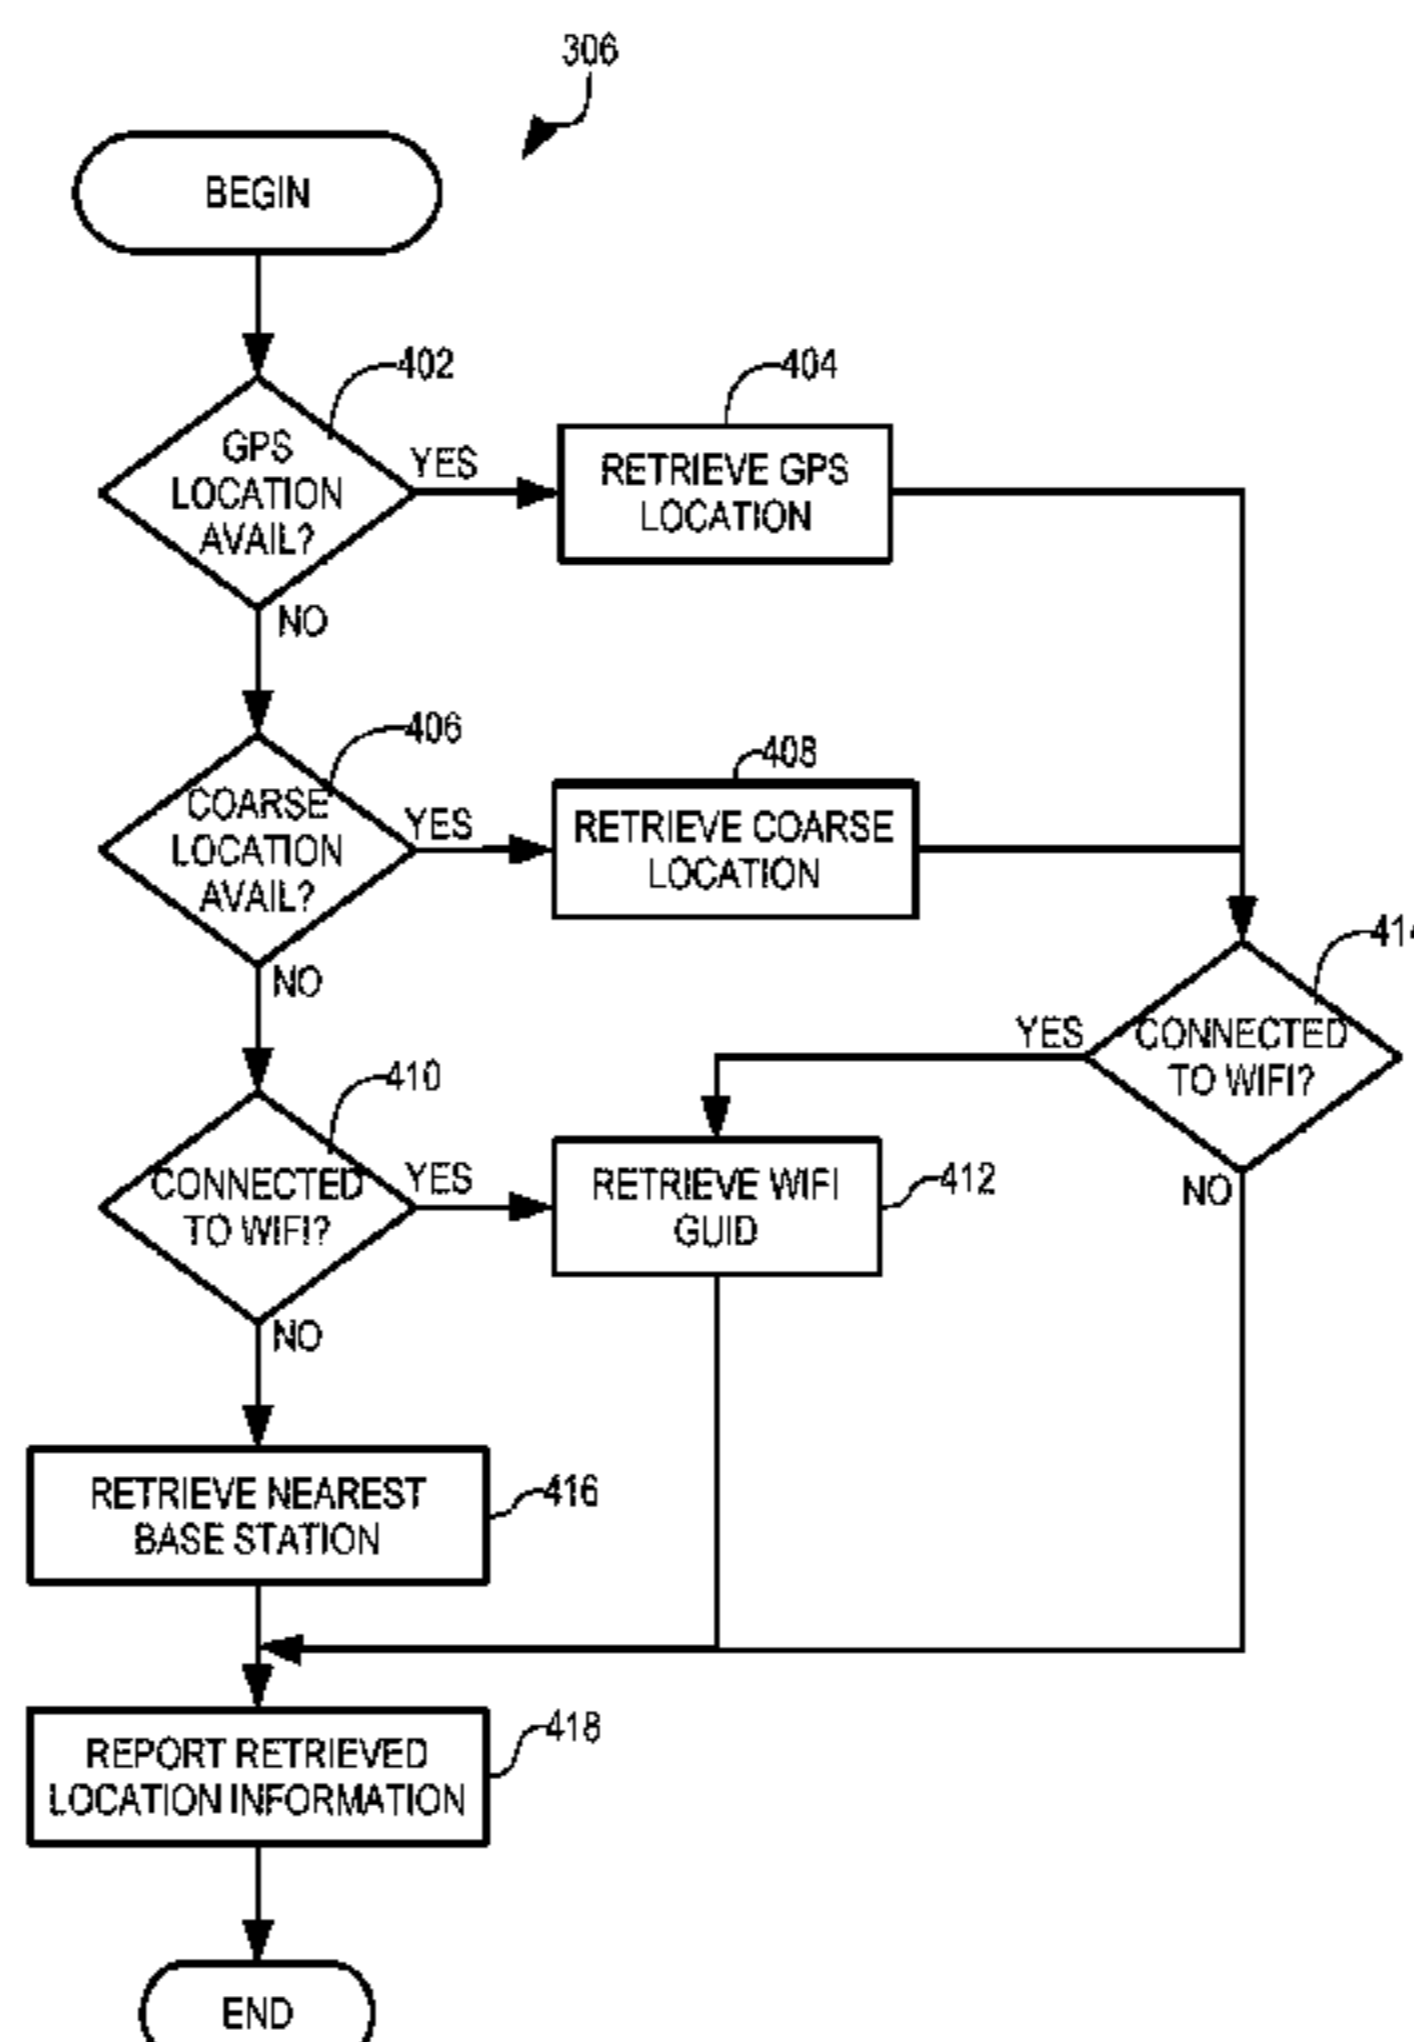 306
BEGIN
402
GPS
LOCATION
AVAIL?
YES
404
RETRIEVE GPS
LOCATION
NO
406
COARSE
LOCATION
AVAIL?
YES
408
RETRIEVE COARSE
LOCATION
NO
414
CONNECTED
TO WIFI?
YES
NO
410
CONNECTED
TO WIFI?
YES
RETRIEVE WIFI
GUID
412
NO
RETRIEVE NEAREST
BASE STATION
416
REPORT RETRIEVED
LOCATION INFORMATION
418
END